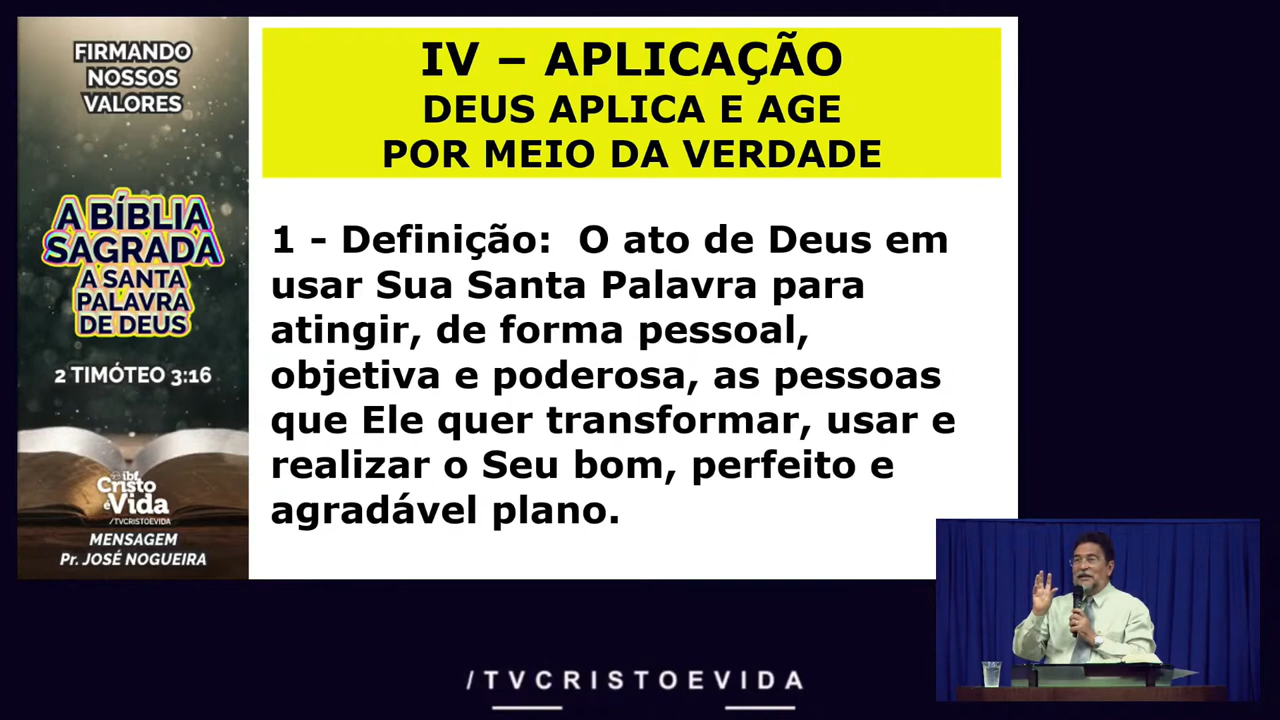 FIRMANDO
NOSSOS
VALORES
A BÍBLIA
SAGRADA
A SANTA
PALAVRA
DE DEUS
2 TIMÓTEO 3:16
ibf
Cristo
é Vida
/TVCRISTOEVIDA
MENSAGEM
Pr. JOSÉ NOGUEIRA
IV – APLICAÇÃO
DEUS APLICA E AGE
POR MEIO DA VERDADE
1 - Definição: O ato de Deus em
usar Sua Santa Palavra para
atingir, de forma pessoal,
objetiva e poderosa, as pessoas
que Ele quer transformar, usar e
realizar o Seu bom, perfeito e
agradável plano.
/TVCRISTOEVIDA